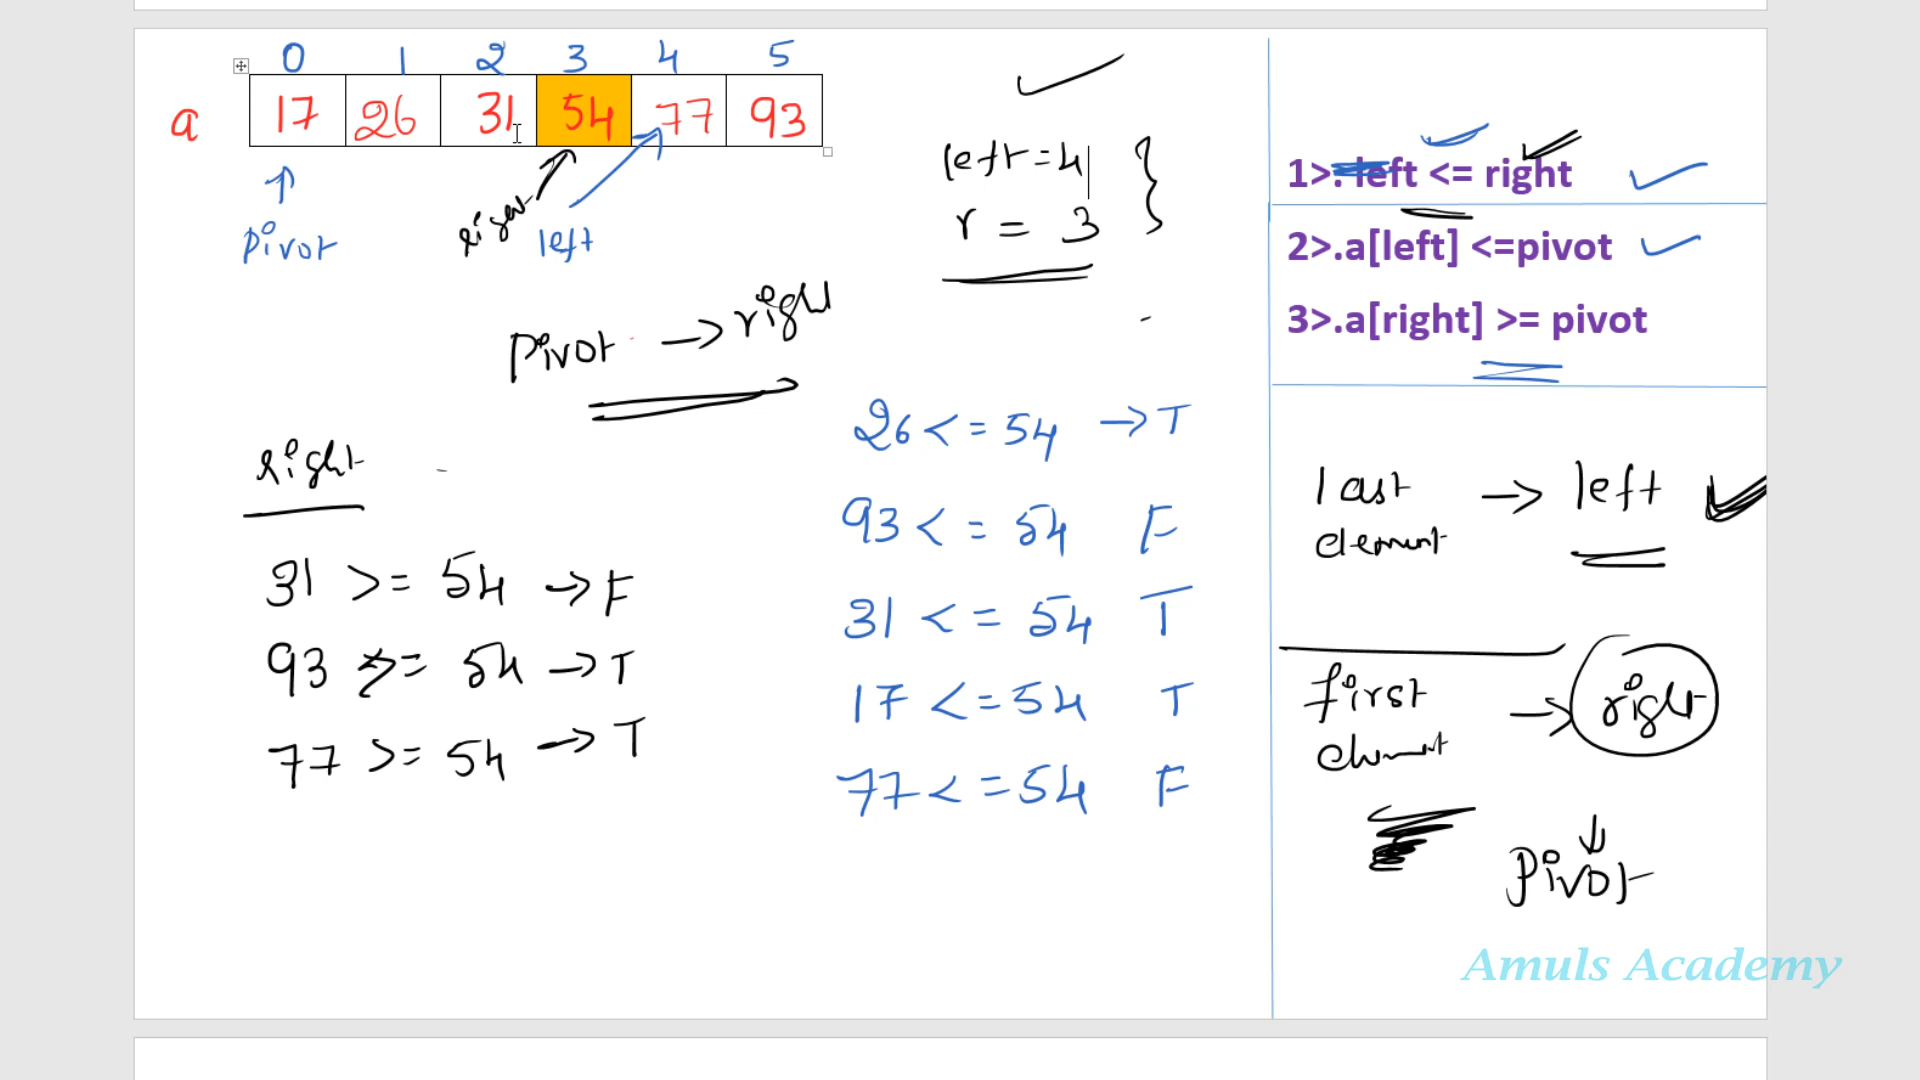 0 1 2 3 4 5
a 17 26 31 54 77 93
pivot right left
left = 4
r = 3
pivot → right
right
31 >= 54 → F
93 >= 54 → T
77 >= 54 → T
26 <= 54 → T
93 <= 54 F
31 <= 54 T
17 <= 54 T
77 <= 54 F
1>. left <= right
2>.a[left] <=pivot
3>.a[right] >= pivot
last → left
element
first → right
element
pivot
Amuls Academy